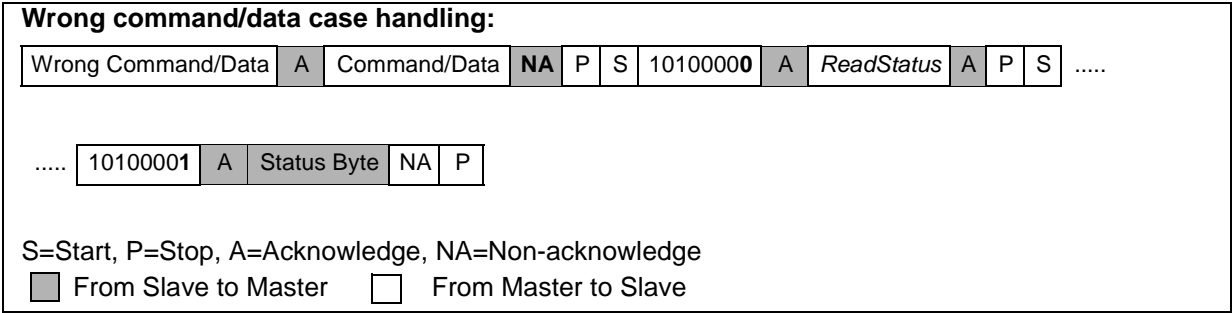 Wrong command/data case handling:
Wrong Command/Data A Command/Data NA P S 10100000 A ReadStatus A P S .....
..... 10100001 A Status Byte NA P
S=Start, P=Stop, A=Acknowledge, NA=Non-acknowledge
From Slave to Master From Master to Slave